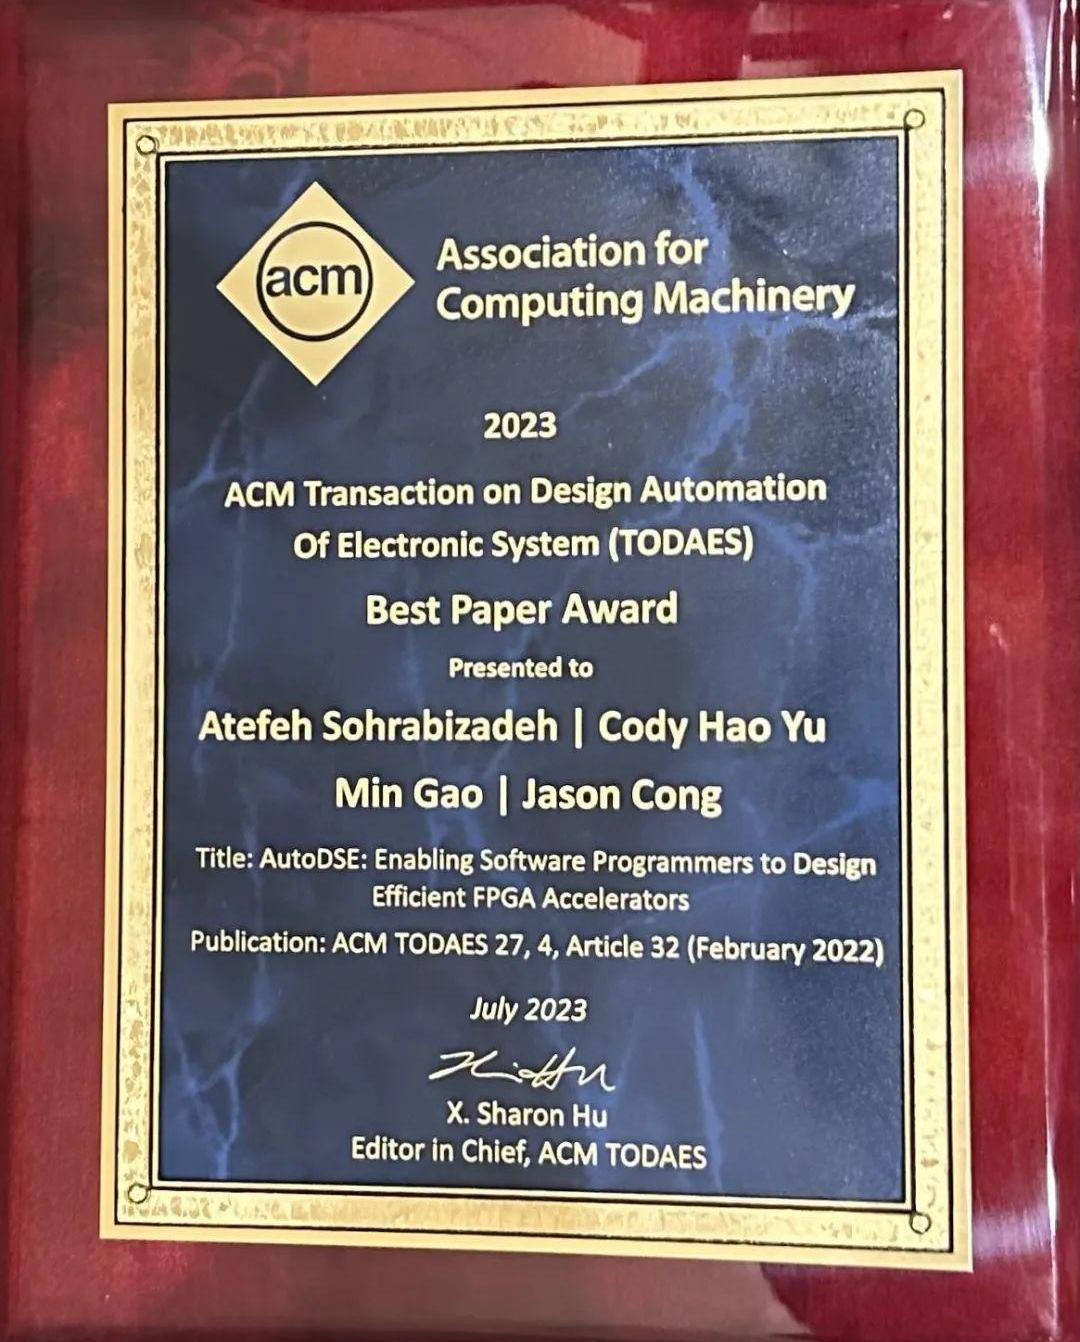 acm
Association for
Computing Machinery
2023
ACM Transaction on Design Automation
Of Electronic System (TODAES)
Best Paper Award
Presented to
Atefeh Sohrabizadeh | Cody Hao Yu
Min Gao | Jason Cong
Title: AutoDSE: Enabling Software Programmers to Design
Efficient FPGA Accelerators
Publication: ACM TODAES 27, 4, Article 32 (February 2022)
July 2023
X. Sharon Hu
Editor in Chief, ACM TODAES